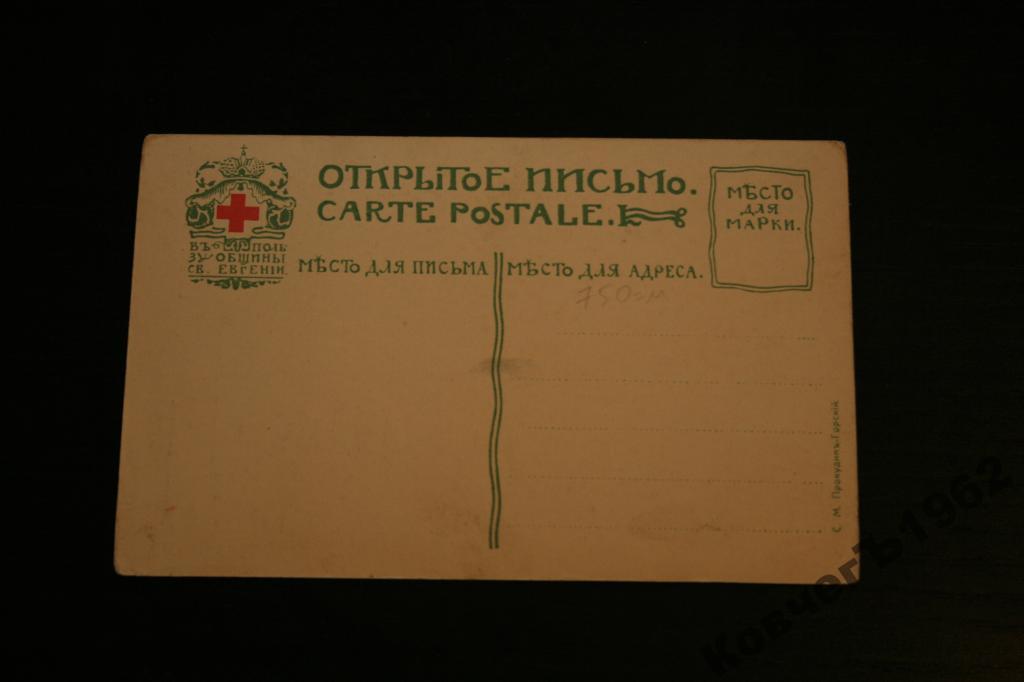 ОТКРЫТОЕ ПИСЬМО.
CARTE POSTALE.
МѢСТО
ДЛЯ
МАРКИ.
ВЪ ПОЛЬ
ЗУ ОБЩИНЫ
СВ. ЕВГЕНІИ.
МѢСТО ДЛЯ ПИСЬМА
МѢСТО ДЛЯ АДРЕСА.
С. М. Прокудинъ-Горскій.
КовчегЪ1962